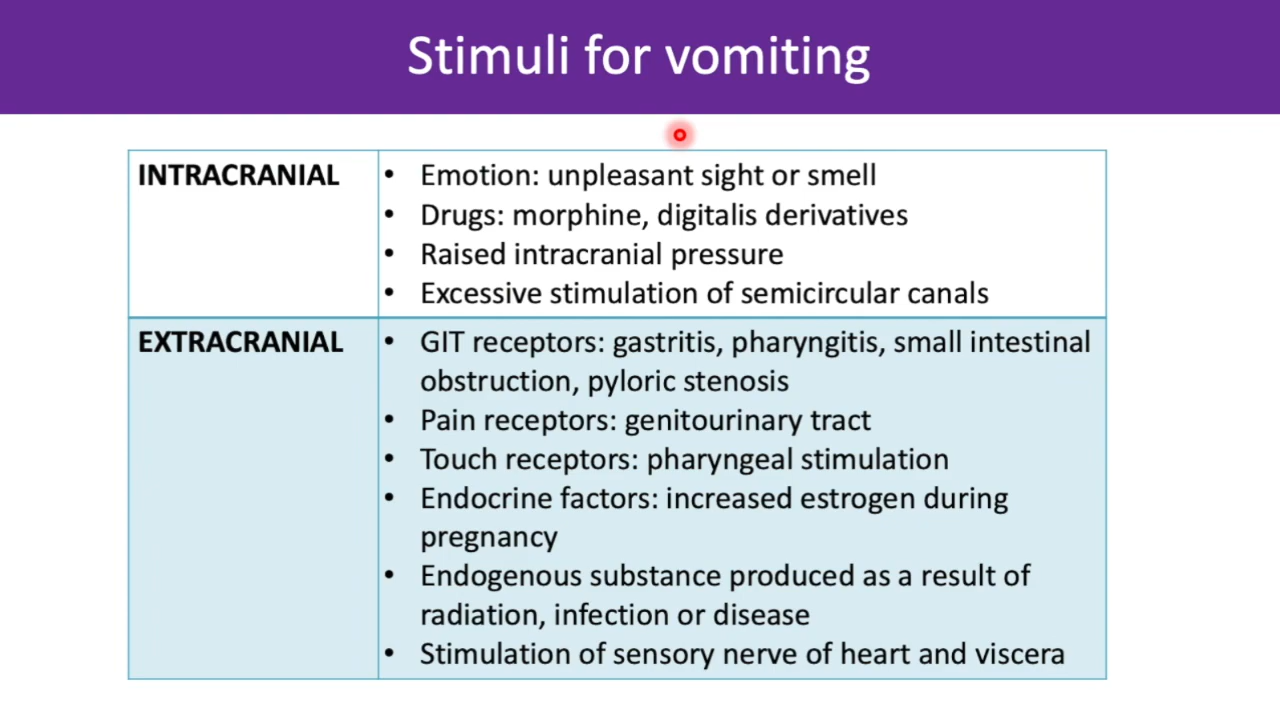 Stimuli for vomiting
INTRACRANIAL
• Emotion: unpleasant sight or smell
• Drugs: morphine, digitalis derivatives
• Raised intracranial pressure
• Excessive stimulation of semicircular canals
EXTRACRANIAL
• GIT receptors: gastritis, pharyngitis, small intestinal
obstruction, pyloric stenosis
• Pain receptors: genitourinary tract
• Touch receptors: pharyngeal stimulation
• Endocrine factors: increased estrogen during
pregnancy
• Endogenous substance produced as a result of
radiation, infection or disease
• Stimulation of sensory nerve of heart and viscera